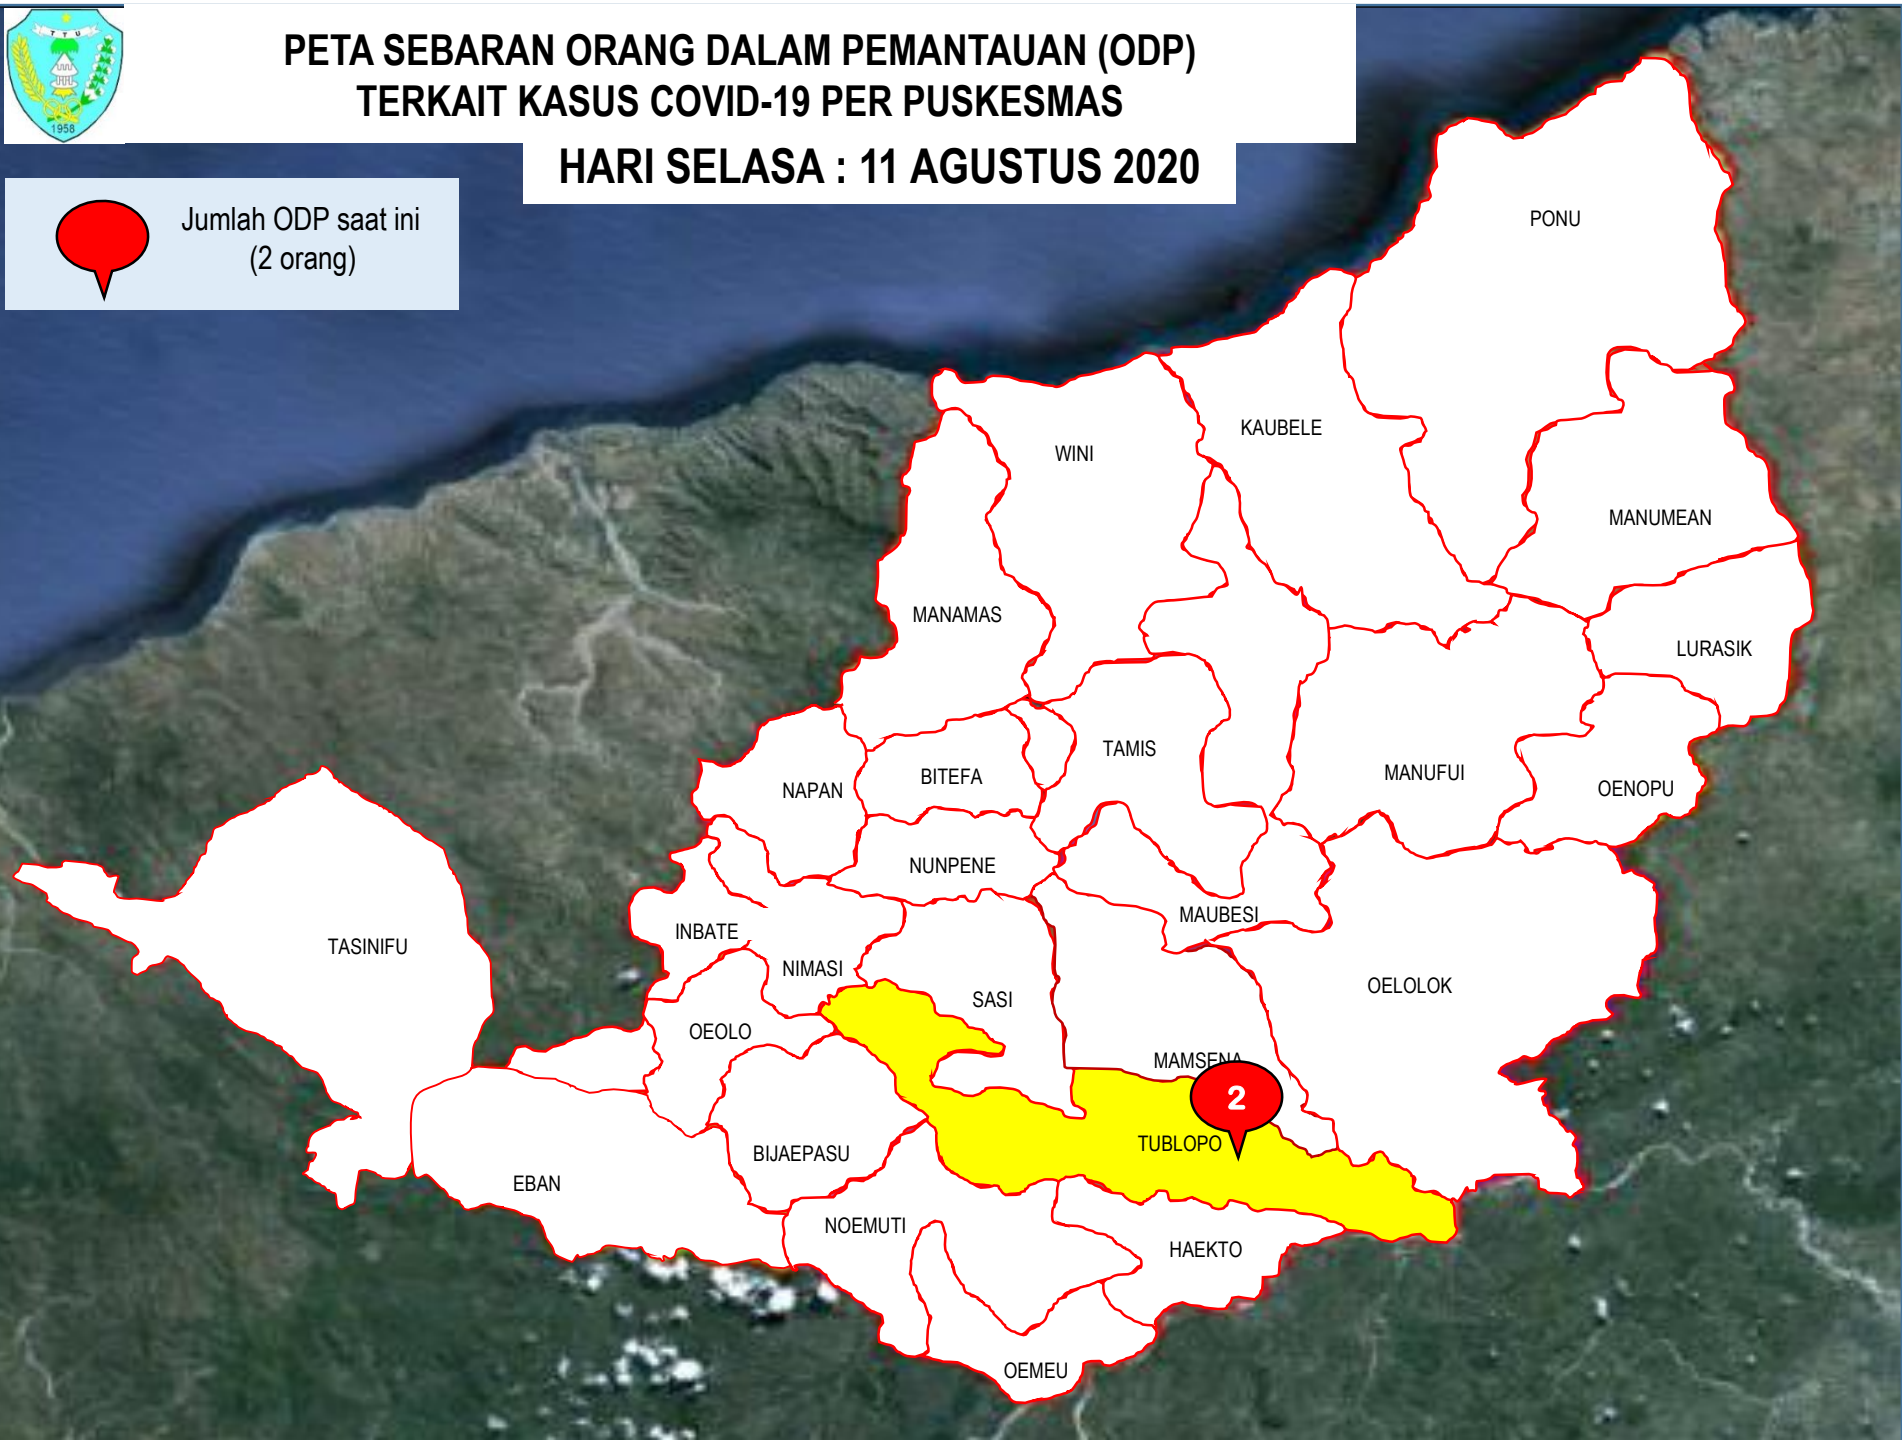 T T U
1958
PETA SEBARAN ORANG DALAM PEMANTAUAN (ODP)
TERKAIT KASUS COVID-19 PER PUSKESMAS
HARI SELASA : 11 AGUSTUS 2020
Jumlah ODP saat ini
(2 orang)
PONU
KAUBELE
WINI
MANUMEAN
MANAMAS
LURASIK
TAMIS
BITEFA
MANUFUI
NAPAN
OENOPU
NUNPENE
MAUBESI
INBATE
TASINIFU
NIMASI
OELOLOK
SASI
OEOLO
MAMSENA
2
TUBLOPO
BIJAEPASU
EBAN
NOEMUTI
HAEKTO
OEMEU